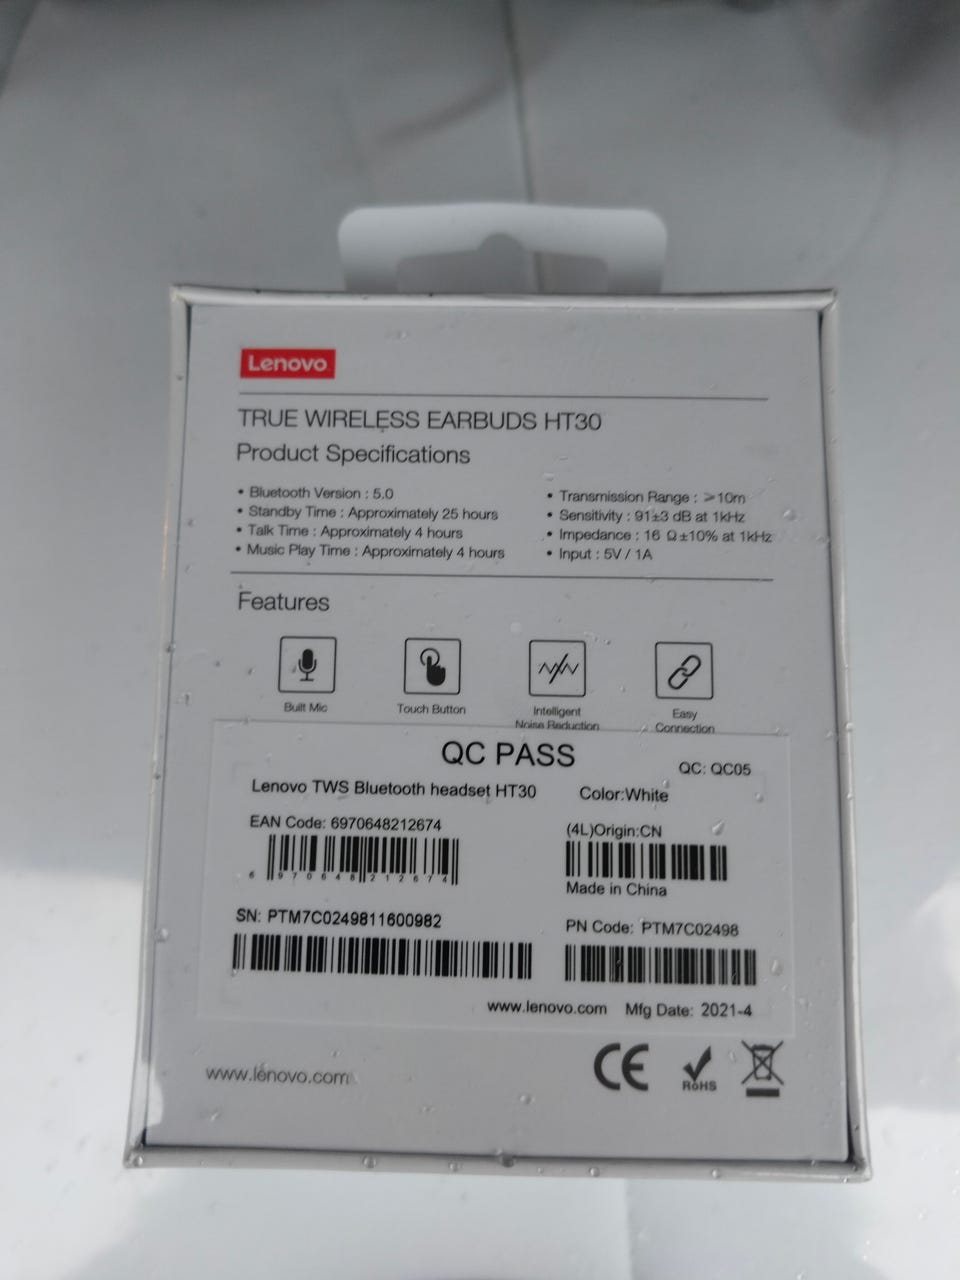 Lenovo
TRUE WIRELESS EARBUDS HT30
Product Specifications
• Bluetooth Version : 5.0
• Standby Time : Approximately 25 hours
• Talk Time : Approximately 4 hours
• Music Play Time : Approximately 4 hours
• Transmission Range : ≥10m
• Sensitivity : 91±3 dB at 1kHz
• Impedance : 16 Ω±10% at 1kHz
• Input : 5V / 1A
Features
Built Mic
Touch Button
Intelligent
Noise Reduction
Easy
Connection
QC PASS
QC: QC05
Lenovo TWS Bluetooth headset HT30
Color:White
EAN Code: 6970648212674
6 970648 212674
(4L)Origin:CN
Made in China
SN: PTM7C0249811600982
PN Code: PTM7C02498
www.lenovo.com Mfg Date: 2021-4
www.lenovo.com
CE
RoHS